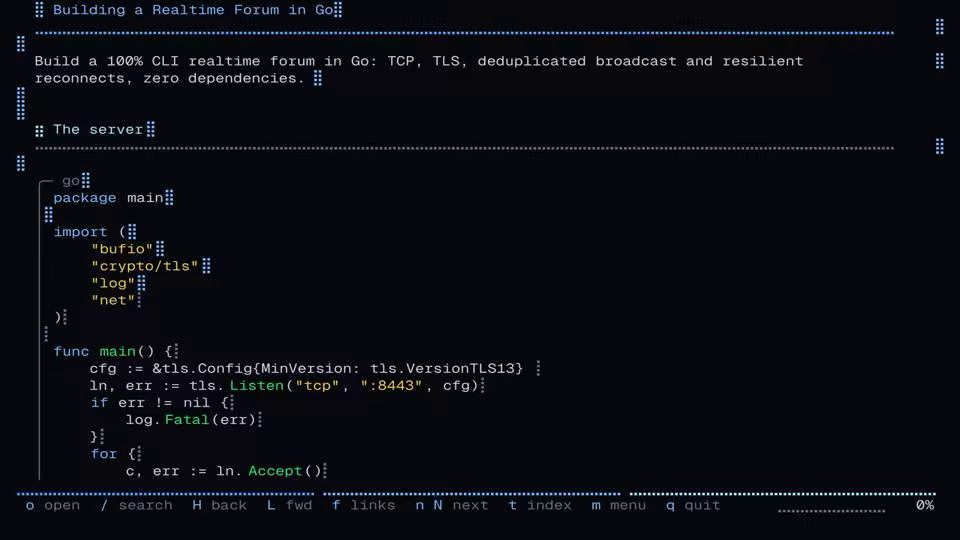 Building a Realtime Forum in Go
Build a 100% CLI realtime forum in Go: TCP, TLS, deduplicated broadcast and resilient
reconnects, zero dependencies.
The server
go
package main
import (
"bufio"
"crypto/tls"
"log"
"net"
)
func main() {
cfg := &tls.Config{MinVersion: tls.VersionTLS13}
ln, err := tls.Listen("tcp", ":8443", cfg)
if err != nil {
log.Fatal(err)
}
for {
c, err := ln.Accept()
o open / search H back L fwd f links n N next t index m menu q quit 0%